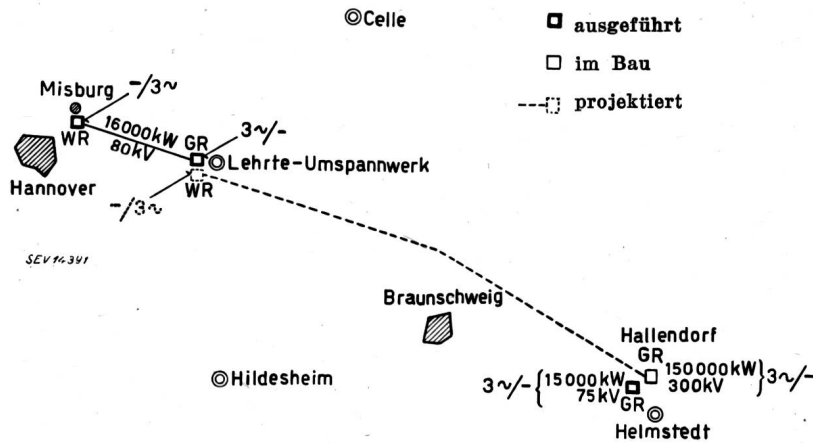 Celle
ausgeführt
im Bau
projektiert
Misburg
-/3~
WR
16000kW
80kV
GR
3~/-
Lehrte-Umspannwerk
WR
-/3~
Hannover
SEV14391
Braunschweig
Hallendorf
GR
150000kW
300kV
}3~/-
3~/-{
15000kW
75kV
GR
Hildesheim
Helmstedt